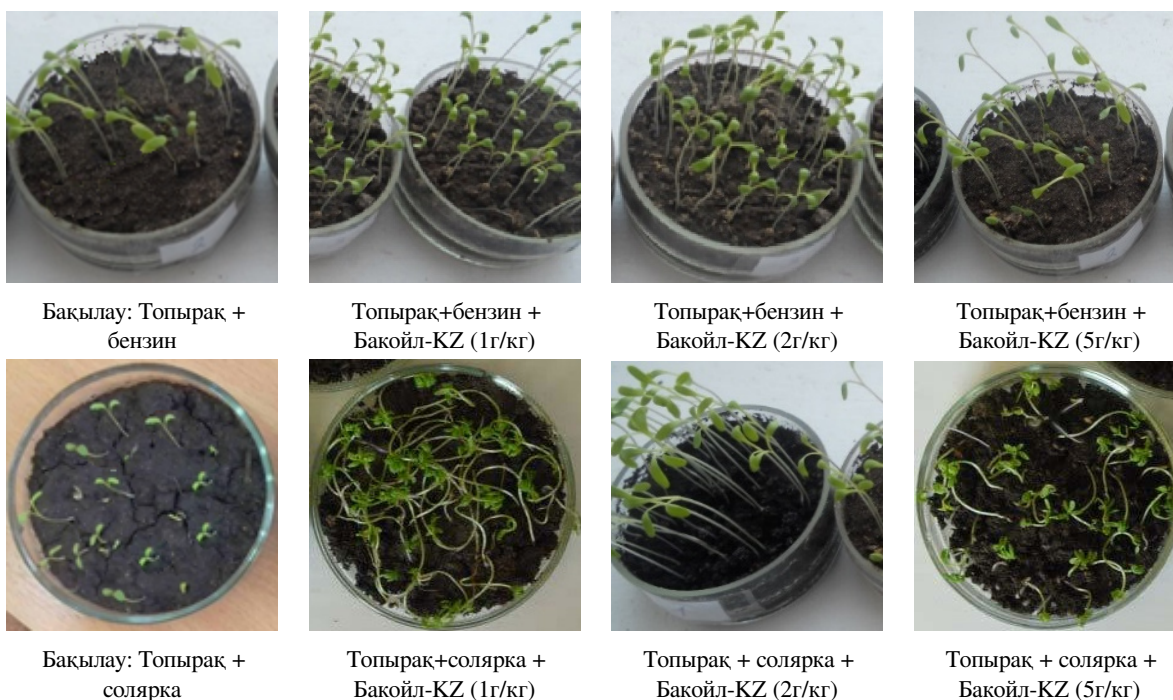 Бақылау: Топырақ +
бензин
Топырақ+бензин +
Бакойл-KZ (1г/кг)
Топырақ+бензин +
Бакойл-KZ (2г/кг)
Топырақ+бензин +
Бакойл-KZ (5г/кг)
Бақылау: Топырақ +
солярка
Топырақ+солярка +
Бакойл-KZ (1г/кг)
Топырақ + солярка +
Бакойл-KZ (2г/кг)
Топырақ + солярка +
Бакойл-KZ (5г/кг)